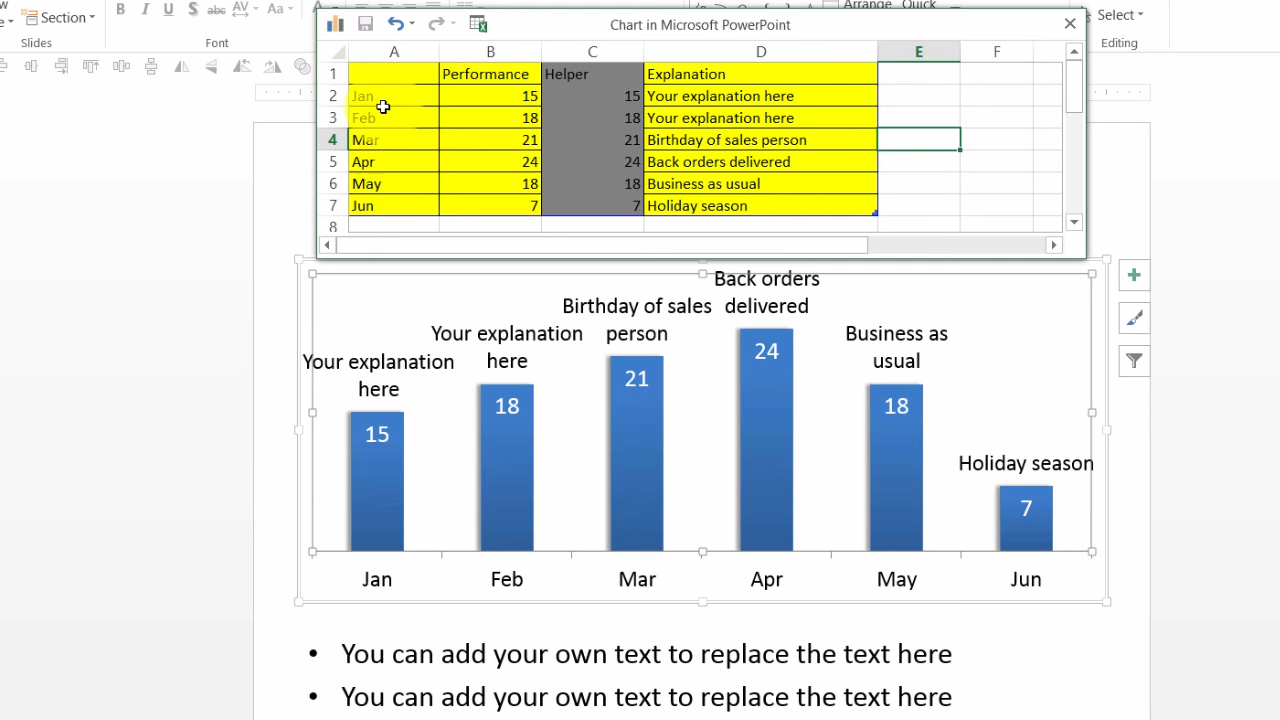 Section
Slides
B I U S abc AV Aa A
Font
Arrange Quick
Select
Editing
Chart in Microsoft PowerPoint
A B C D E F
1 Performance Helper Explanation
2 Jan 15 15 Your explanation here
3 Feb 18 18 Your explanation here
4 Mar 21 21 Birthday of sales person
5 Apr 24 24 Back orders delivered
6 May 18 18 Business as usual
7 Jun 7 7 Holiday season
8
Your explanation
here
15
Your explanation
here
18
Birthday of sales
person
21
Back orders
delivered
24
Business as
usual
18
Holiday season
7
Jan Feb Mar Apr May Jun
• You can add your own text to replace the text here
• You can add your own text to replace the text here